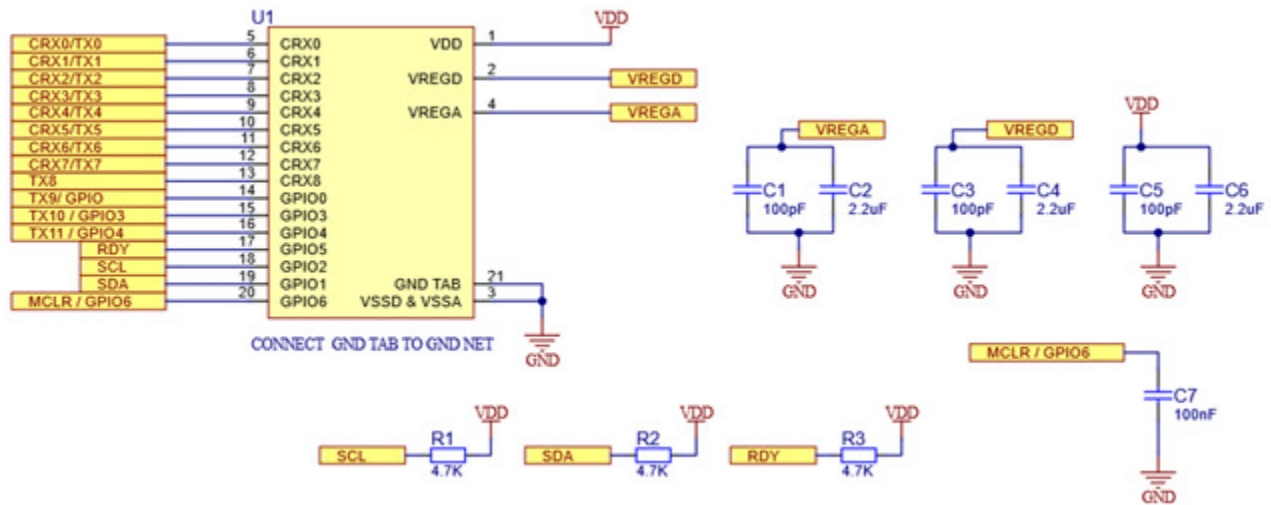 U1
CRX0/TX0 5 CRX0
CRX1/TX1 6 CRX1
CRX2/TX2 7 CRX2
CRX3/TX3 8 CRX3
CRX4/TX4 9 CRX4
CRX5/TX5 10 CRX5
CRX6/TX6 11 CRX6
CRX7/TX7 12 CRX7
TX8 13 CRX8
TX9/ GPIO 14 GPIO0
TX10 / GPIO3 15 GPIO3
TX11 / GPIO4 16 GPIO4
RDY 17 GPIO5
SCL 18 GPIO2
SDA 19 GPIO1
MCLR / GPIO6 20 GPIO6
VDD 1 VDD
VREGD 2 VREGD
VREGA 4 VREGA
GND TAB 21
VSSD & VSSA 3
GND
CONNECT GND TAB TO GND NET
VREGA
C1
100pF
C2
2.2uF
GND
VREGD
C3
100pF
C4
2.2uF
GND
VDD
C5
100pF
C6
2.2uF
GND
MCLR / GPIO6
C7
100nF
GND
SCL
R1
4.7K
VDD
SDA
R2
4.7K
VDD
RDY
R3
4.7K
VDD